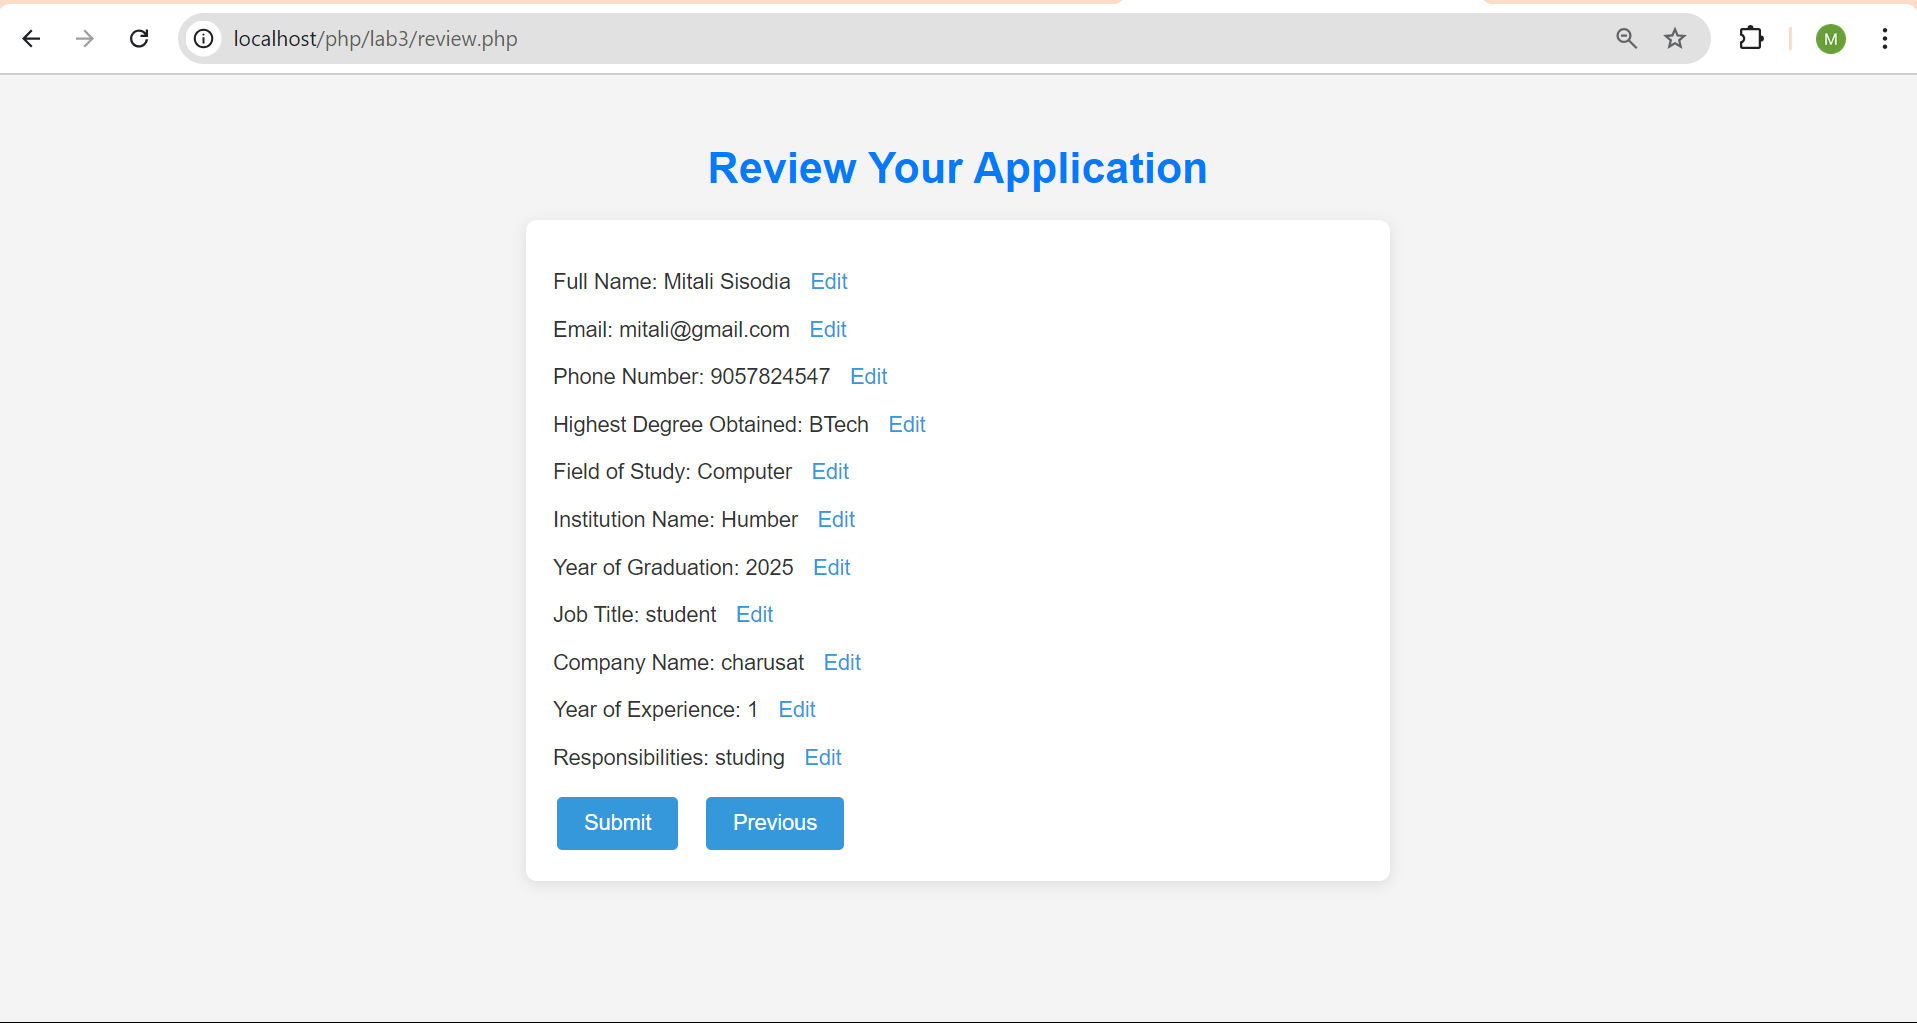 localhost/php/lab3/review.php
M
Review Your Application
Full Name: Mitali Sisodia Edit
Email: mitali@gmail.com Edit
Phone Number: 9057824547 Edit
Highest Degree Obtained: BTech Edit
Field of Study: Computer Edit
Institution Name: Humber Edit
Year of Graduation: 2025 Edit
Job Title: student Edit
Company Name: charusat Edit
Year of Experience: 1 Edit
Responsibilities: studing Edit
Submit Previous